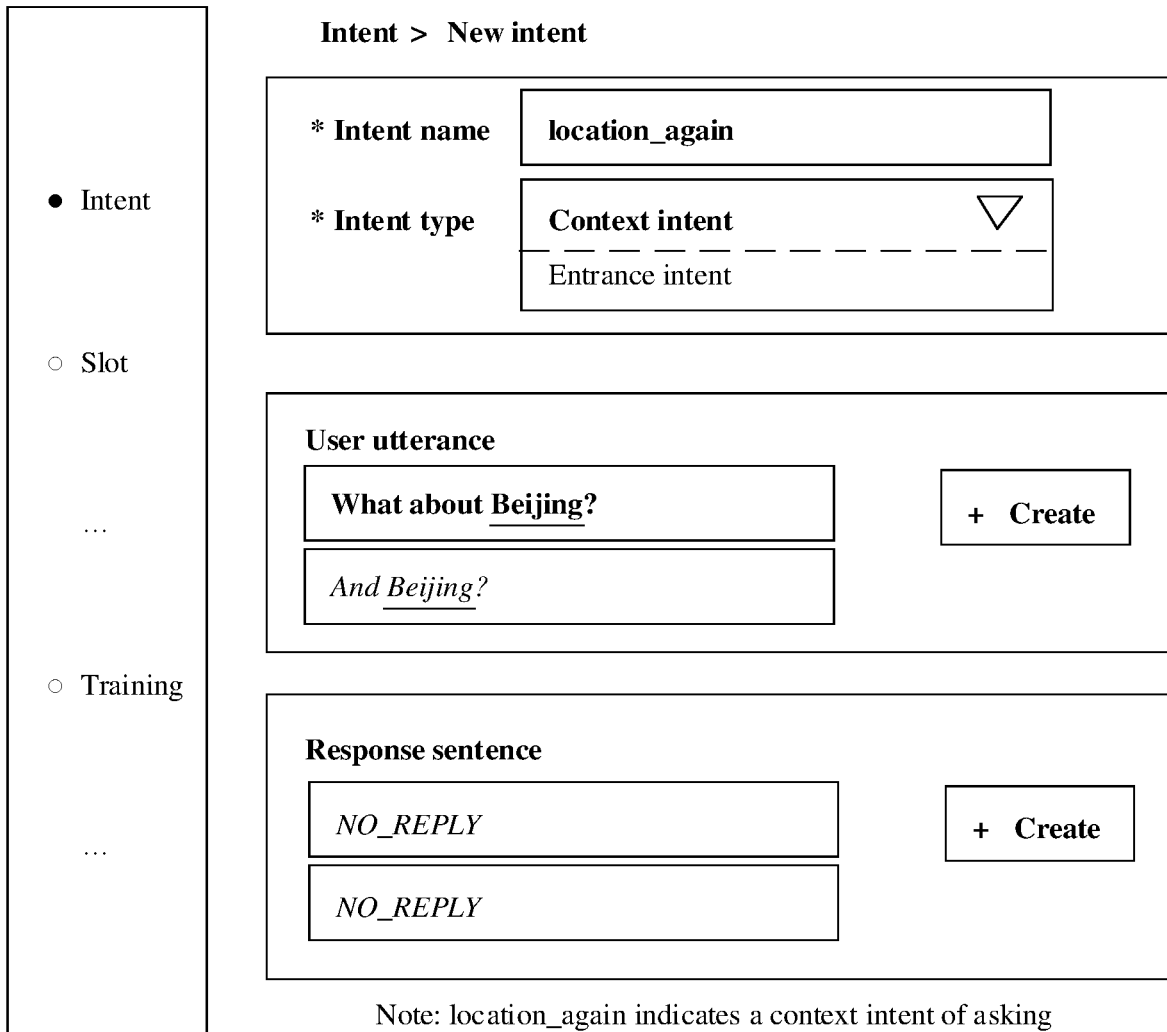 Intent > New intent
* Intent name location_again
* Intent type Context intent
Entrance intent
Intent
Slot
...
Training
...
User utterance
What about Beijing?
And Beijing?
+ Create
Response sentence
NO_REPLY
NO_REPLY
+ Create
Note: location_again indicates a context intent of asking